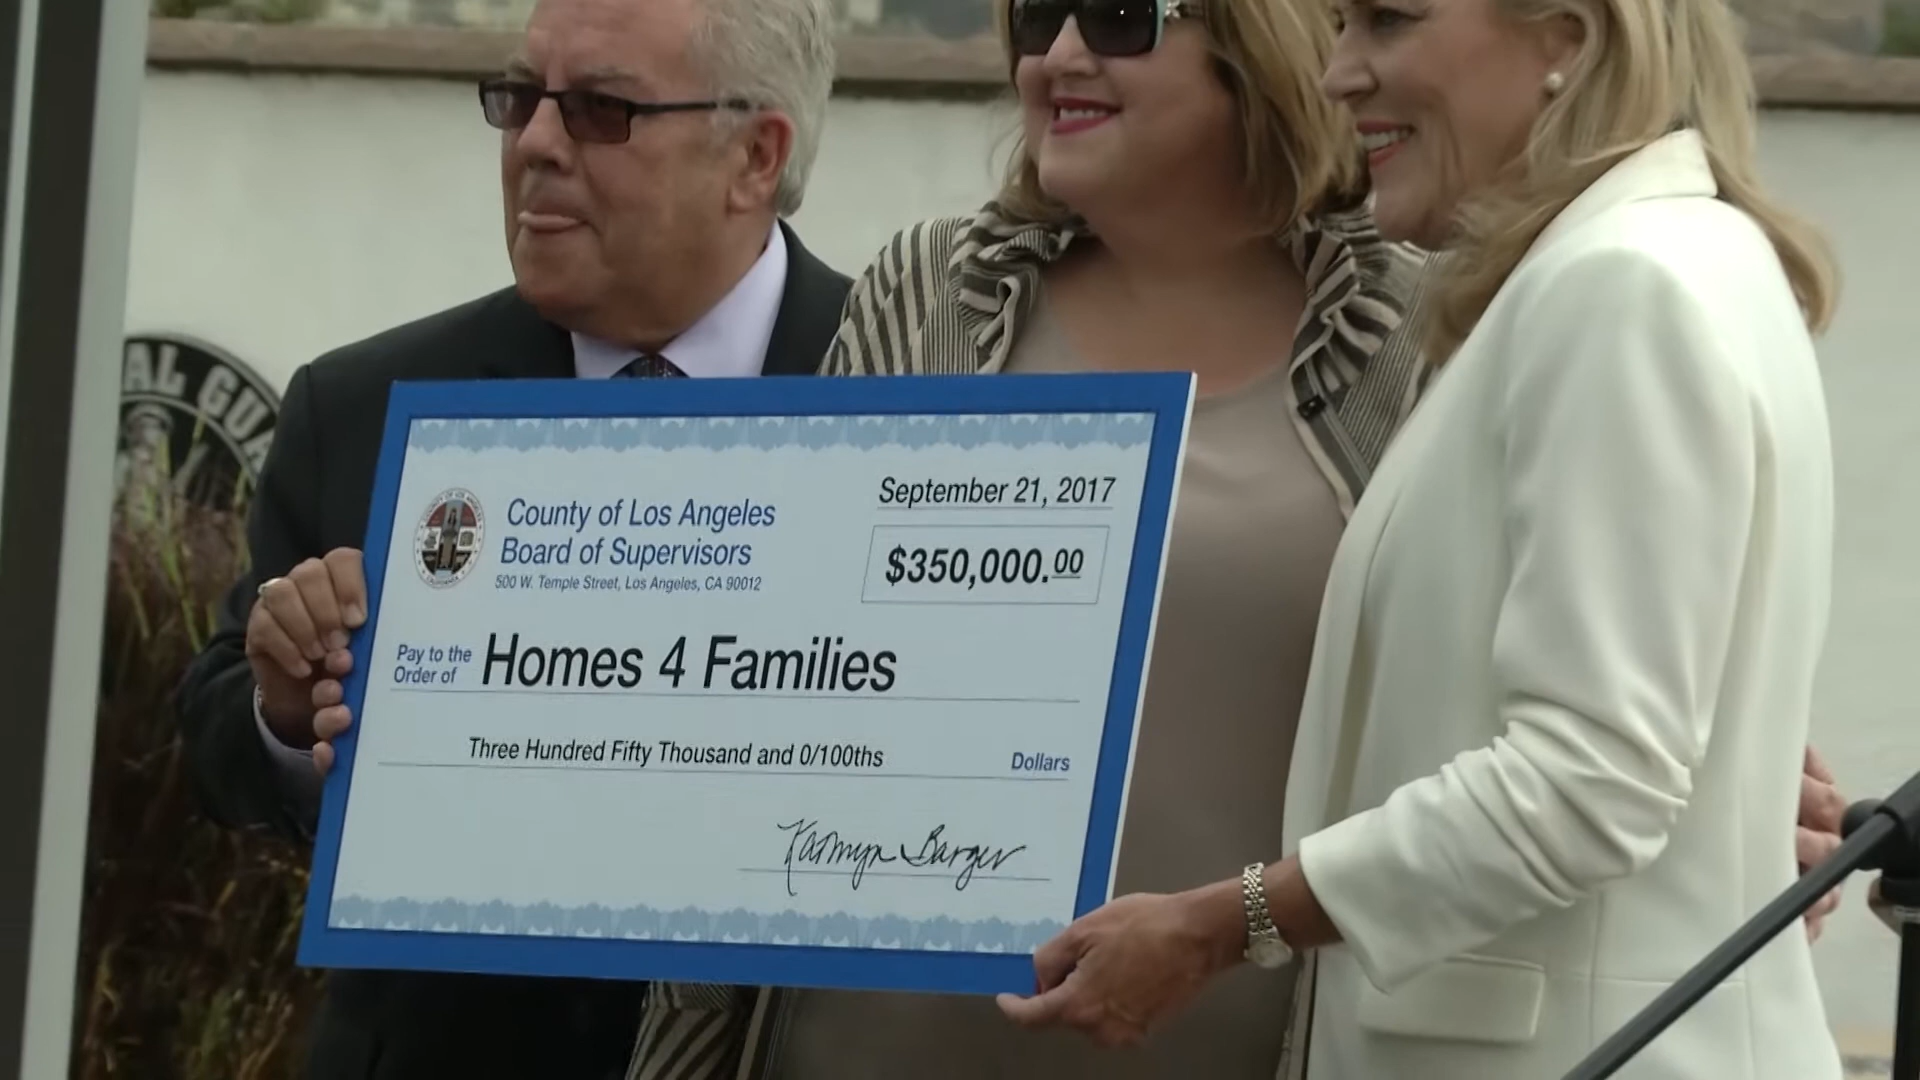 AL GUA
September 21, 2017
County of Los Angeles
Board of Supervisors
500 W. Temple Street, Los Angeles, CA 90012
$350,000.00
Pay to the
Order of
Homes 4 Families
Three Hundred Fifty Thousand and 0/100ths Dollars
Kathryn Barger